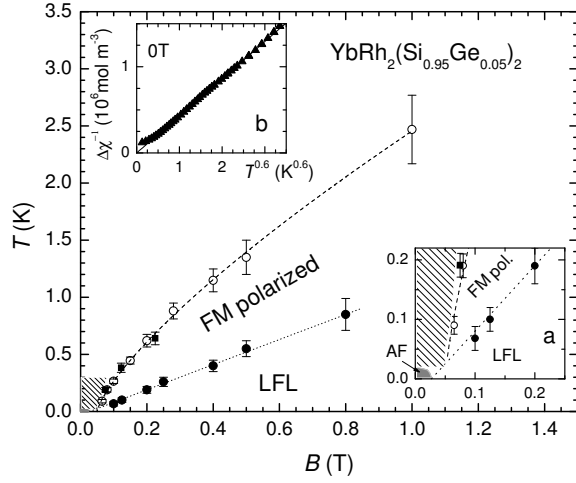 3.5
3.0
2.5
2.0
1.5
1.0
0.5
0.0
T (K)
0.0 0.2 0.4 0.6 0.8 1.0 1.2 1.4
B (T)
YbRh2(Si0.95Ge0.05)2
FM polarized
LFL
0T
b
1
0
Δχ⁻¹ (10⁶mol m⁻³)
0 1 2 3
T^0.6 (K^0.6)
0.2
0.1
0.0
0.0 0.1 0.2
FM pol.
a
AF
LFL